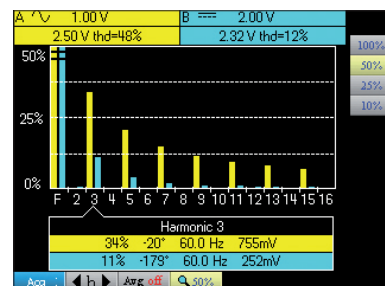 A 1.00 V B 2.00 V
2.50 V thd=48% 2.32 V thd=12%
100%
50%
25%
10%
50%
25%
0%
F 2 3 4 5 6 7 8 9 10 11 12 13 14 15 16
Harmonic 3
34% -20° 60.0 Hz 755mV
11% -179° 60.0 Hz 252mV
Acq h Avg off 50%